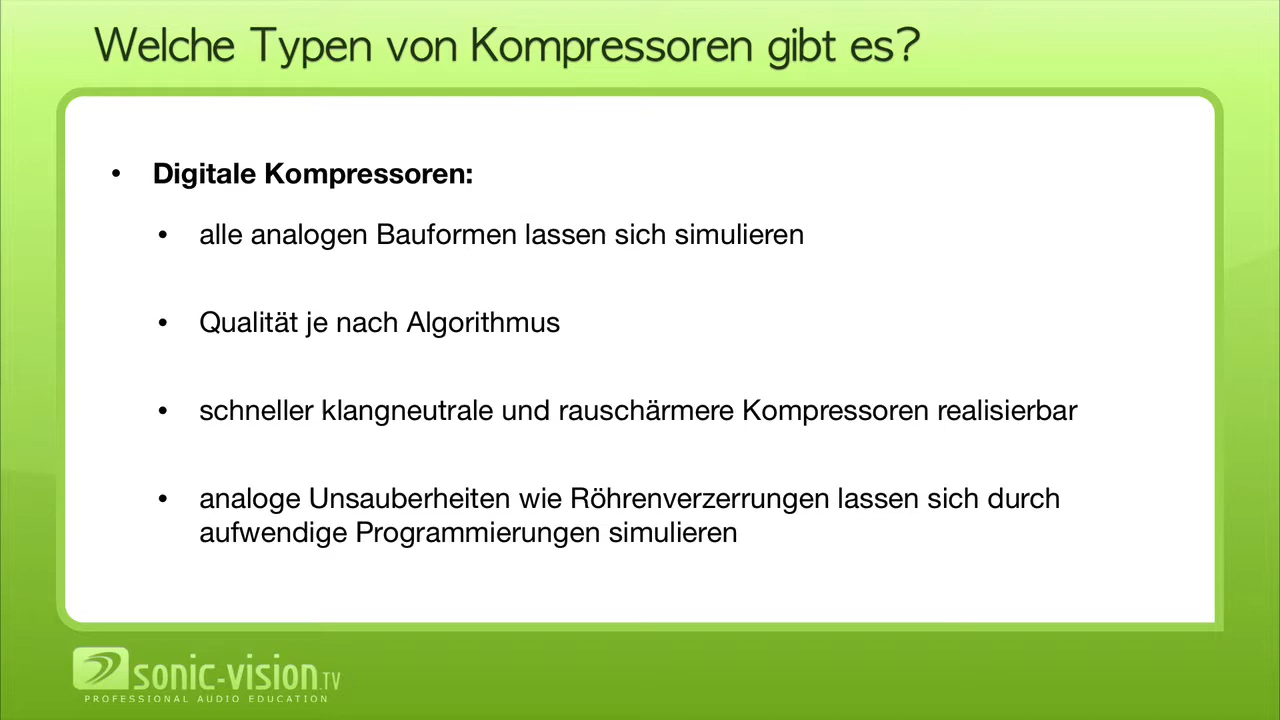 Welche Typen von Kompressoren gibt es?
• Digitale Kompressoren:
• alle analogen Bauformen lassen sich simulieren
• Qualität je nach Algorithmus
• schneller klangneutrale und rauschärmere Kompressoren realisierbar
• analoge Unsauberheiten wie Röhrenverzerrungen lassen sich durch
aufwendige Programmierungen simulieren
sonic-vision.TV
PROFESSIONAL AUDIO EDUCATION